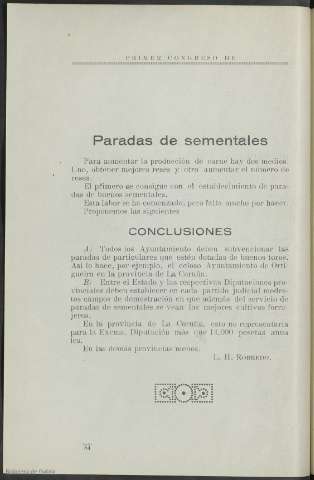 PRIMER CONGRESO DE
Paradas de sementales
Para aumentar la producción de carne hay dos medios.
Uno, obtener mejores reses y otro aumentar el número de
reses.
El primero se consigue con el establecimiento de para-
das de buenos sementales.
Esta labor se ha comenzado, pero falta mucho por hacer.
Proponemos las siguientes
CONCLUSIONES
A. Todos los Ayuntamiento deben subvencionar las
paradas de particulares que estén dotadas de buenos toros.
Así lo hace, por ejemplo, el celoso Ayuntamiento de Orti-
gueira en la provincia de La Coruña.
B. Entre el Estado y las respectivas Diputaciones pro-
vinciales deben establecer en cada partido judicial modes-
tos campos de demostración en que además del servicio de
paradas de sementales se vean los mejores cultivos forra-
jeros.
En la provincia de La Coruña, esto no representaría
para la Excma. Diputación más que 14.000 pesetas anua
les.
En las demás provincias menos.
L. H. ROBREDO.
84